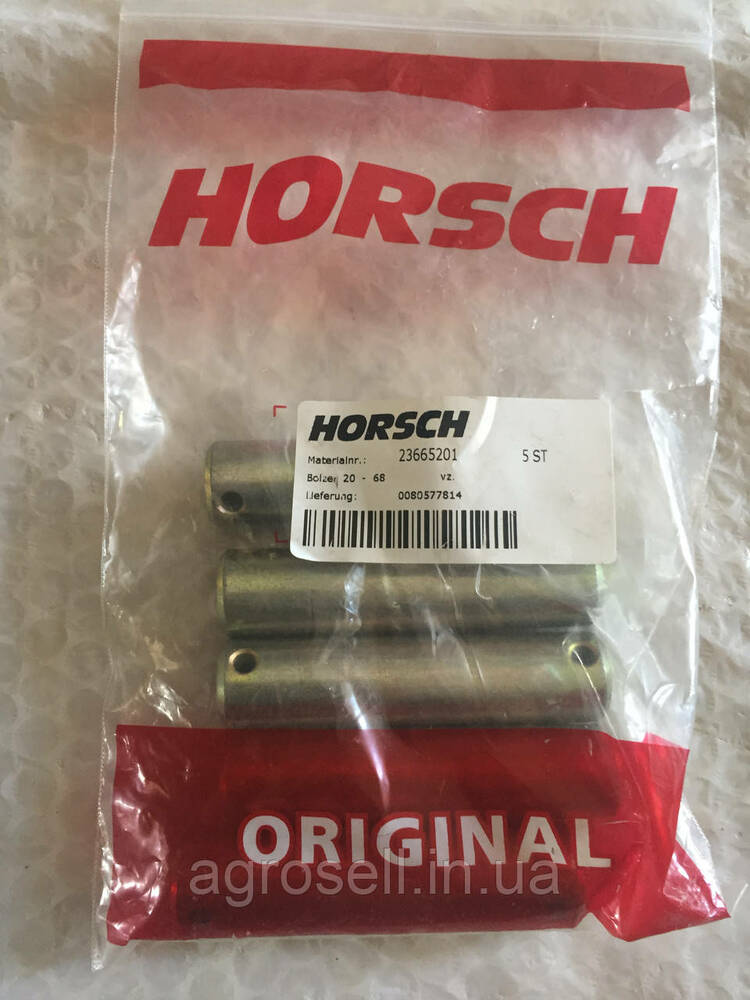 HORSCH
HORSCH
Materialnr.: 23665201 5 ST
Bolzen 20 - 68 vz.
Lieferung: 0080577814
ORIGINAL
agrosell.in.ua